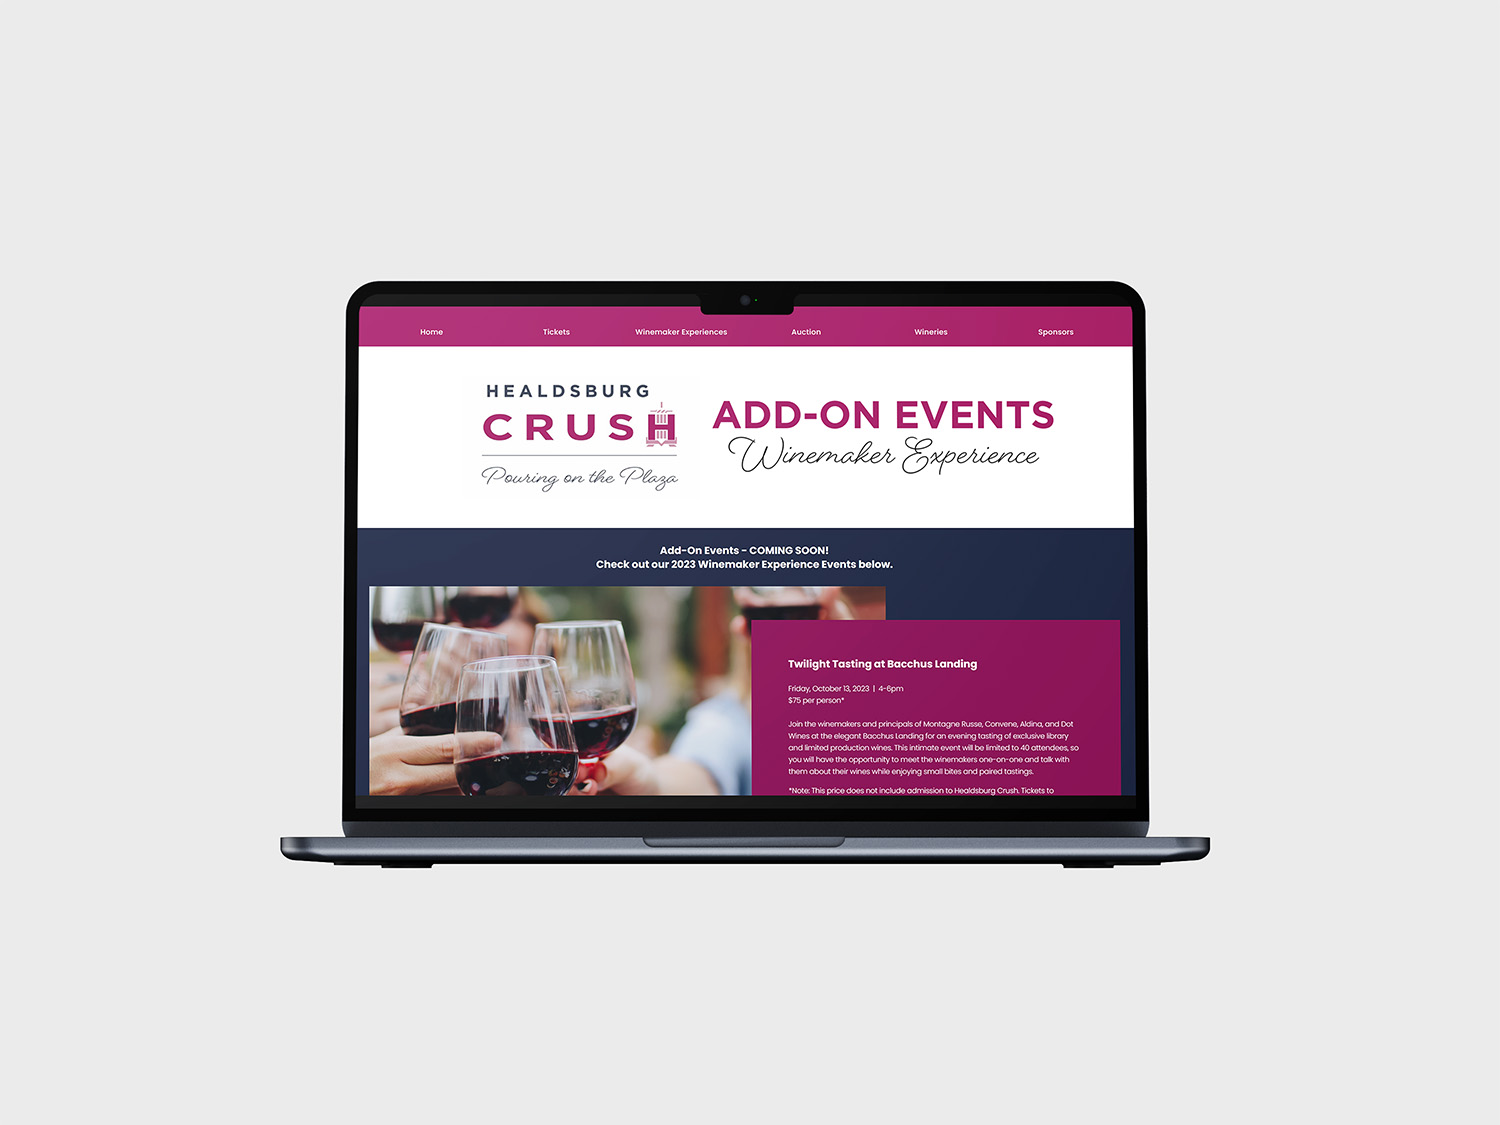 Home Tickets Winemaker Experiences Auction Wineries Sponsors
HEALDSBURG
CRUSH
Pouring on the Plaza
ADD-ON EVENTS
Winemaker Experience
Add-On Events - COMING SOON!
Check out our 2023 Winemaker Experience Events below.
Twilight Tasting at Bacchus Landing
Friday, October 13, 2023 | 4-6pm
$75 per person*
Join the winemakers and principals of Montagne Russe, Convene, Aldina, and Dot
Wines at the elegant Bacchus Landing for an evening tasting of exclusive library
and limited production wines. This intimate event will be limited to 40 attendees, so
you will have the opportunity to meet the winemakers one-on-one and talk with
them about their wines while enjoying small bites and paired tastings.
*Note: This price does not include admission to Healdsburg Crush. Tickets to